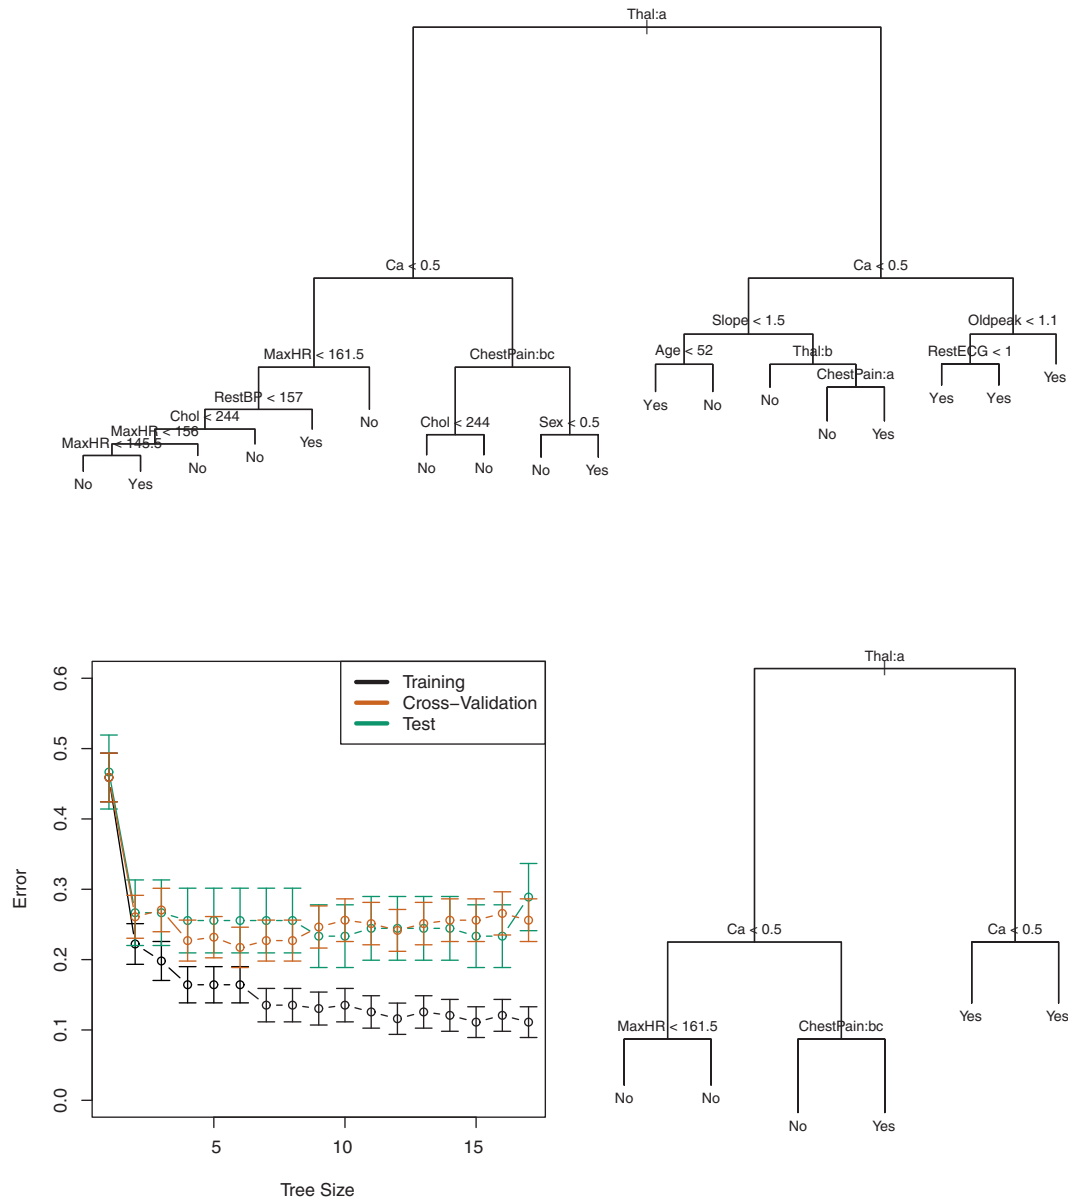 Thal:a
Ca < 0.5
Ca < 0.5
Slope < 1.5
Oldpeak < 1.1
MaxHR < 161.5
ChestPain:bc
Age < 52
Thal:b
RestECG < 1
ChestPain:a
RestBP < 157
Chol < 244
MaxHR < 156
MaxHR < 145.5
Chol < 244
Sex < 0.5
No
Yes
No
No
Yes
No
No
No
No
Yes
Yes
No
No
No
Yes
Yes
Yes
Yes
0.6
0.5
0.4
0.3
0.2
0.1
0.0
Error
Training
Cross−Validation
Test
5
10
15
Tree Size
Thal:a
Ca < 0.5
Ca < 0.5
MaxHR < 161.5
ChestPain:bc
Yes
Yes
No
No
No
Yes